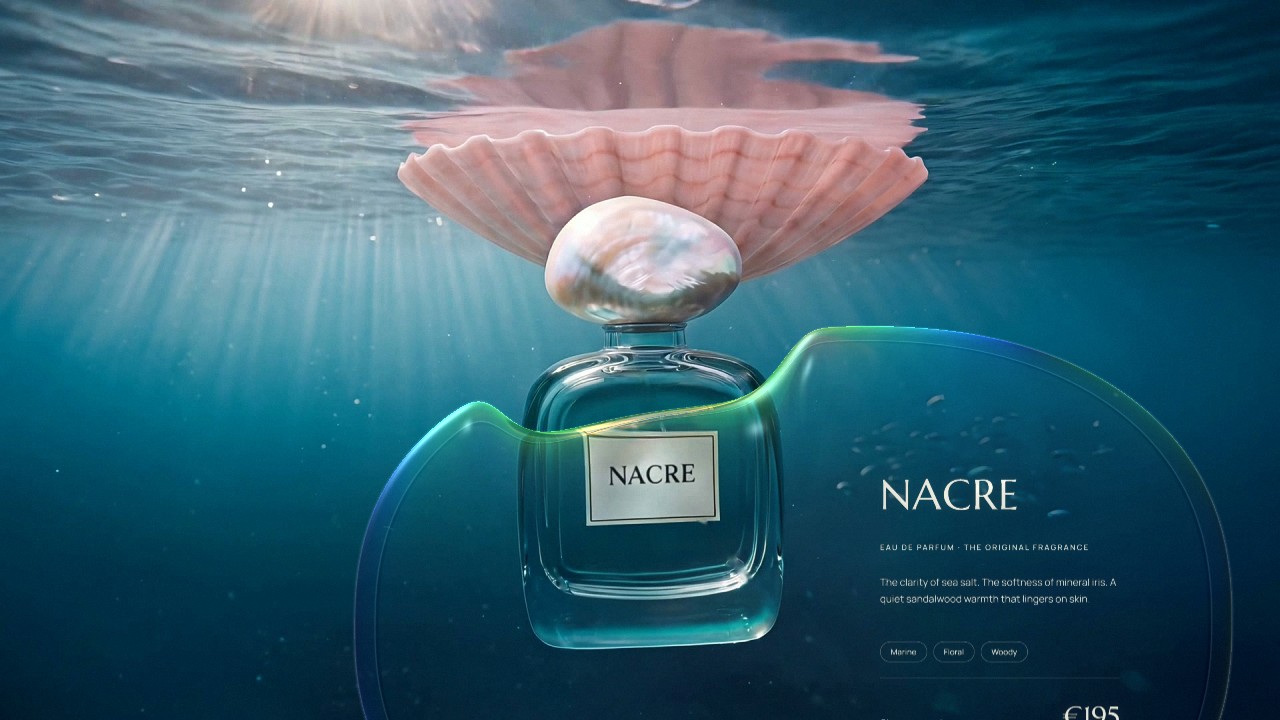 NACRE
NACRE
EAU DE PARFUM · THE ORIGINAL FRAGRANCE
The clarity of sea salt. The softness of mineral iris. A
quiet sandalwood warmth that lingers on skin.
Marine Floral Woody
€195